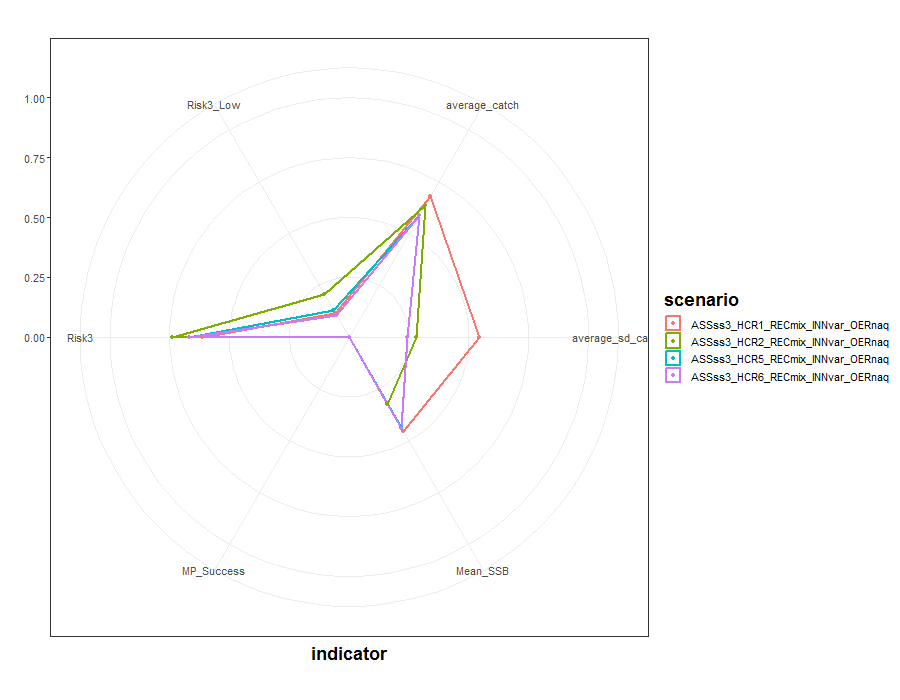 1.00
0.75
0.50
0.25
0.00
Risk3_Low
average_catch
Risk3
average_sd_ca
MP_Success
Mean_SSB
indicator
scenario
ASSss3_HCR1_RECmix_INNvar_OERnaq
ASSss3_HCR2_RECmix_INNvar_OERnaq
ASSss3_HCR5_RECmix_INNvar_OERnaq
ASSss3_HCR6_RECmix_INNvar_OERnaq